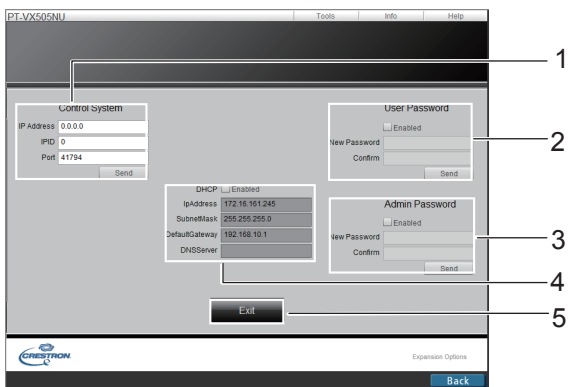 PT-VX505NU Tools Info Help
1
Control System
IP Address 0.0.0.0
IPID 0
Port 41794
Send
User Password
Enabled
New Password
Confirm
Send
2
DHCP Enabled
IpAddress 172.16.161.245
SubnetMask 255.255.255.0
DefaultGateway 192.168.10.1
DNSServer
Admin Password
Enabled
New Password
Confirm
Send
3
4
Exit
5
CRESTRON
Expansion Options
Back